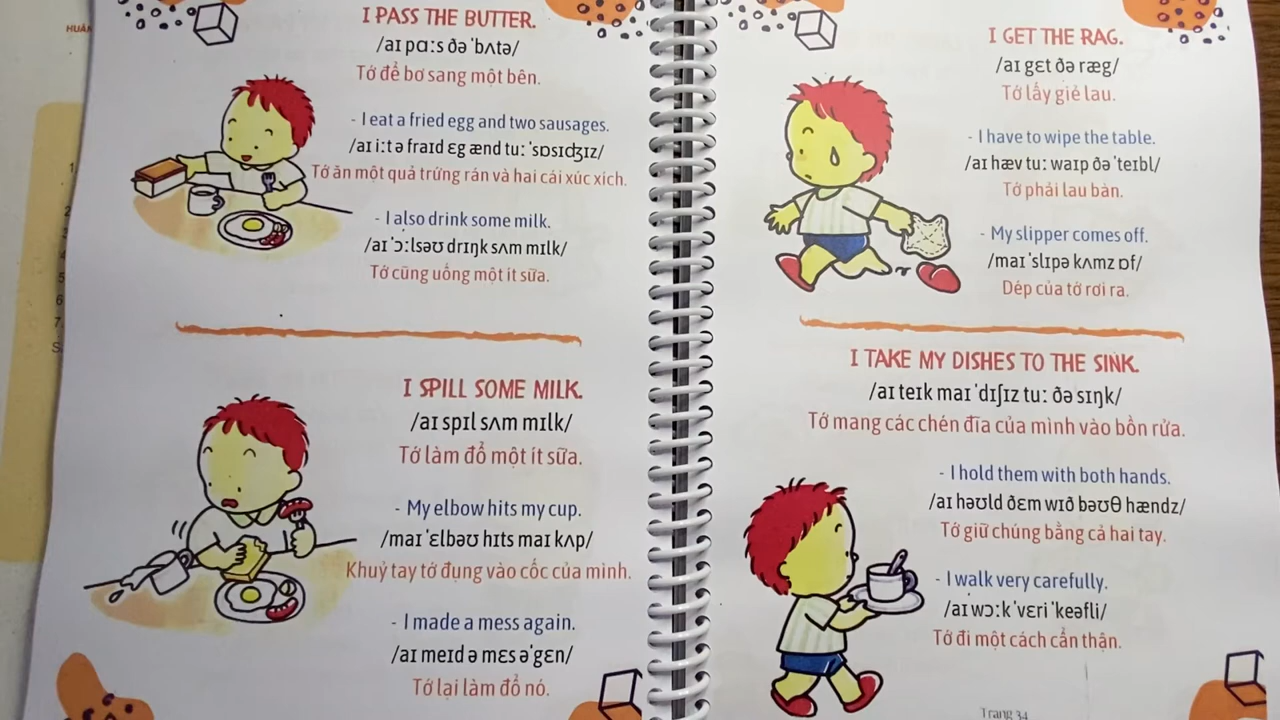 HUẤN
I PASS THE BUTTER.
/aɪ pɑːs ðə ˈbʌtə/
Tớ để bơ sang một bên.
- I eat a fried egg and two sausages.
/aɪ iːt ə fraɪd ɛg ænd tuː ˈsɒsɪʤɪz/
Tớ ăn một quả trứng rán và hai cái xúc xích.
- I also drink some milk.
/aɪ ˈɔːlsəʊ drɪŋk sʌm mɪlk/
Tớ cũng uống một ít sữa.
I SPILL SOME MILK.
/aɪ spɪl sʌm mɪlk/
Tớ làm đổ một ít sữa.
- My elbow hits my cup.
/maɪ ˈɛlbəʊ hɪts maɪ kʌp/
Khuỷ tay tớ đụng vào cốc của mình.
- I made a mess again.
/aɪ meɪd ə mɛs əˈgɛn/
Tớ lại làm đổ nó.
I GET THE RAG.
/aɪ gɛt ðə ræg/
Tớ lấy giẻ lau.
- I have to wipe the table.
/aɪ hæv tuː waɪp ðə ˈteɪbl/
Tớ phải lau bàn.
- My slipper comes off.
/maɪ ˈslɪpə kʌmz ɒf/
Dép của tớ rơi ra.
I TAKE MY DISHES TO THE SINK.
/aɪ teɪk maɪ ˈdɪʃɪz tuː ðə sɪŋk/
Tớ mang các chén đĩa của mình vào bồn rửa.
- I hold them with both hands.
/aɪ həʊld ðɛm wɪð bəʊθ hændz/
Tớ giữ chúng bằng cả hai tay.
- I walk very carefully.
/aɪ wɔːk ˈvɛri ˈkeəfli/
Tớ đi một cách cẩn thận.
Trang 34